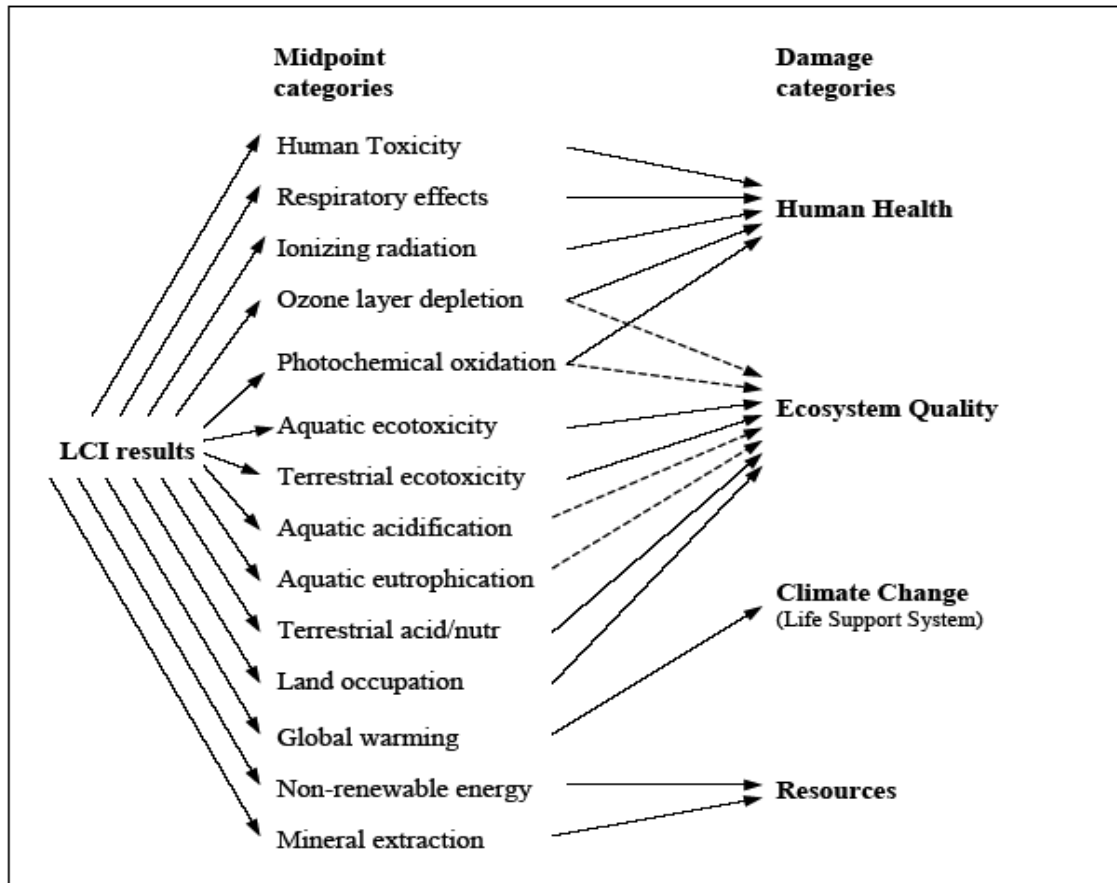 Midpoint
categories
Damage
categories
Human Toxicity
Respiratory effects
Human Health
Ionizing radiation
Ozone layer depletion
Photochemical oxidation
Ecosystem Quality
Aquatic ecotoxicity
LCI results
Terrestrial ecotoxicity
Aquatic acidification
Aquatic eutrophication
Climate Change
(Life Support System)
Terrestrial acid/nutr
Land occupation
Global warming
Non-renewable energy
Resources
Mineral extraction